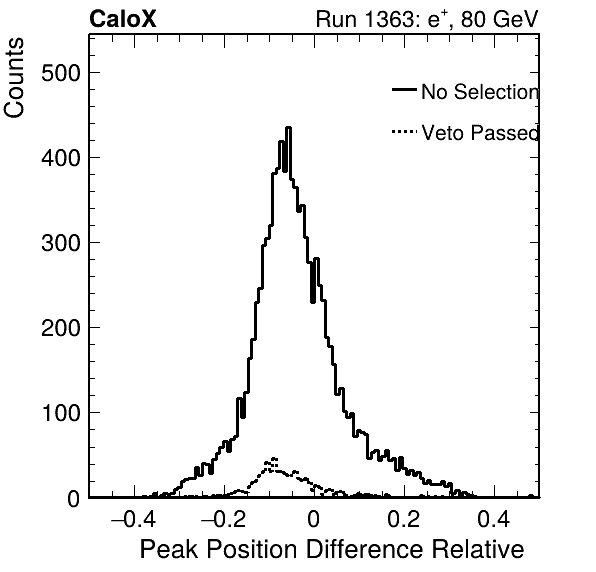 CaloX Run 1363: e+, 80 GeV
Counts
500
400
300
200
100
0
No Selection
Veto Passed
−0.4 −0.2 0 0.2 0.4
Peak Position Difference Relative